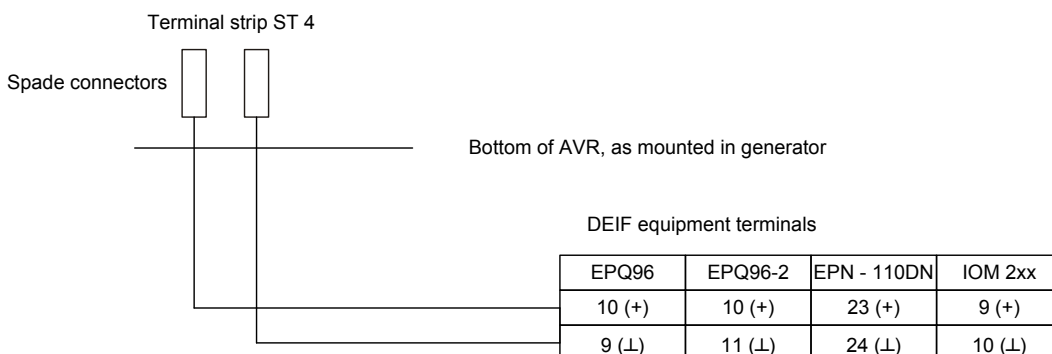 Terminal strip ST 4
Spade connectors
Bottom of AVR, as mounted in generator
DEIF equipment terminals
EPQ96 EPQ96-2 EPN - 110DN IOM 2xx
10 (+) 10 (+) 23 (+) 9 (+)
9 (⊥) 11 (⊥) 24 (⊥) 10 (⊥)